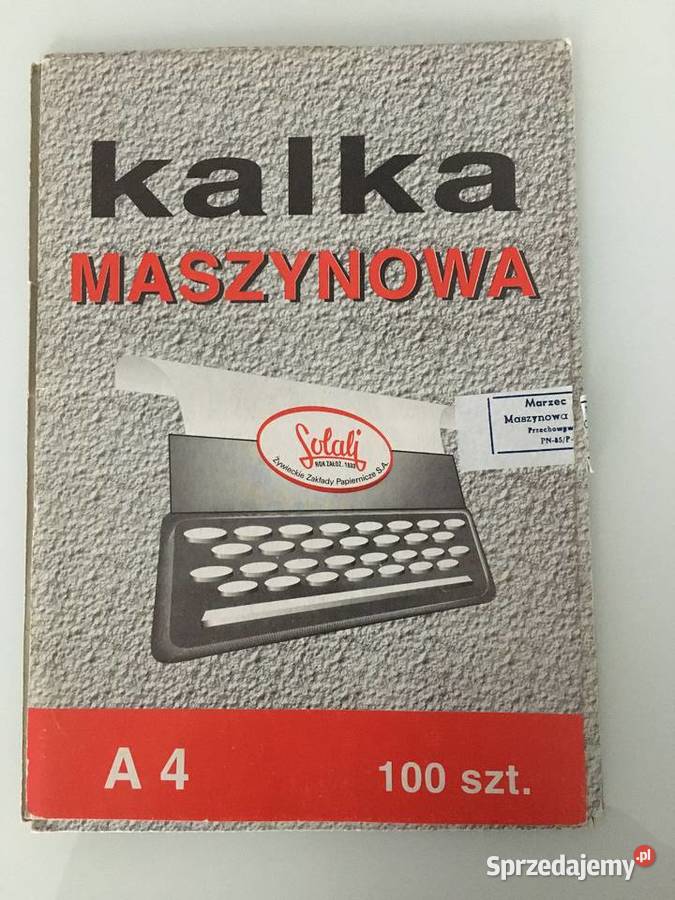 kalka
MASZYNOWA
Marzec
Maszynowa
PN-85/P-
Solali
ROK ZAŁOŻ. 1833
Żywieckie Zakłady Papiernicze S.A.
A 4
100 szt.
Sprzedajemy.pl